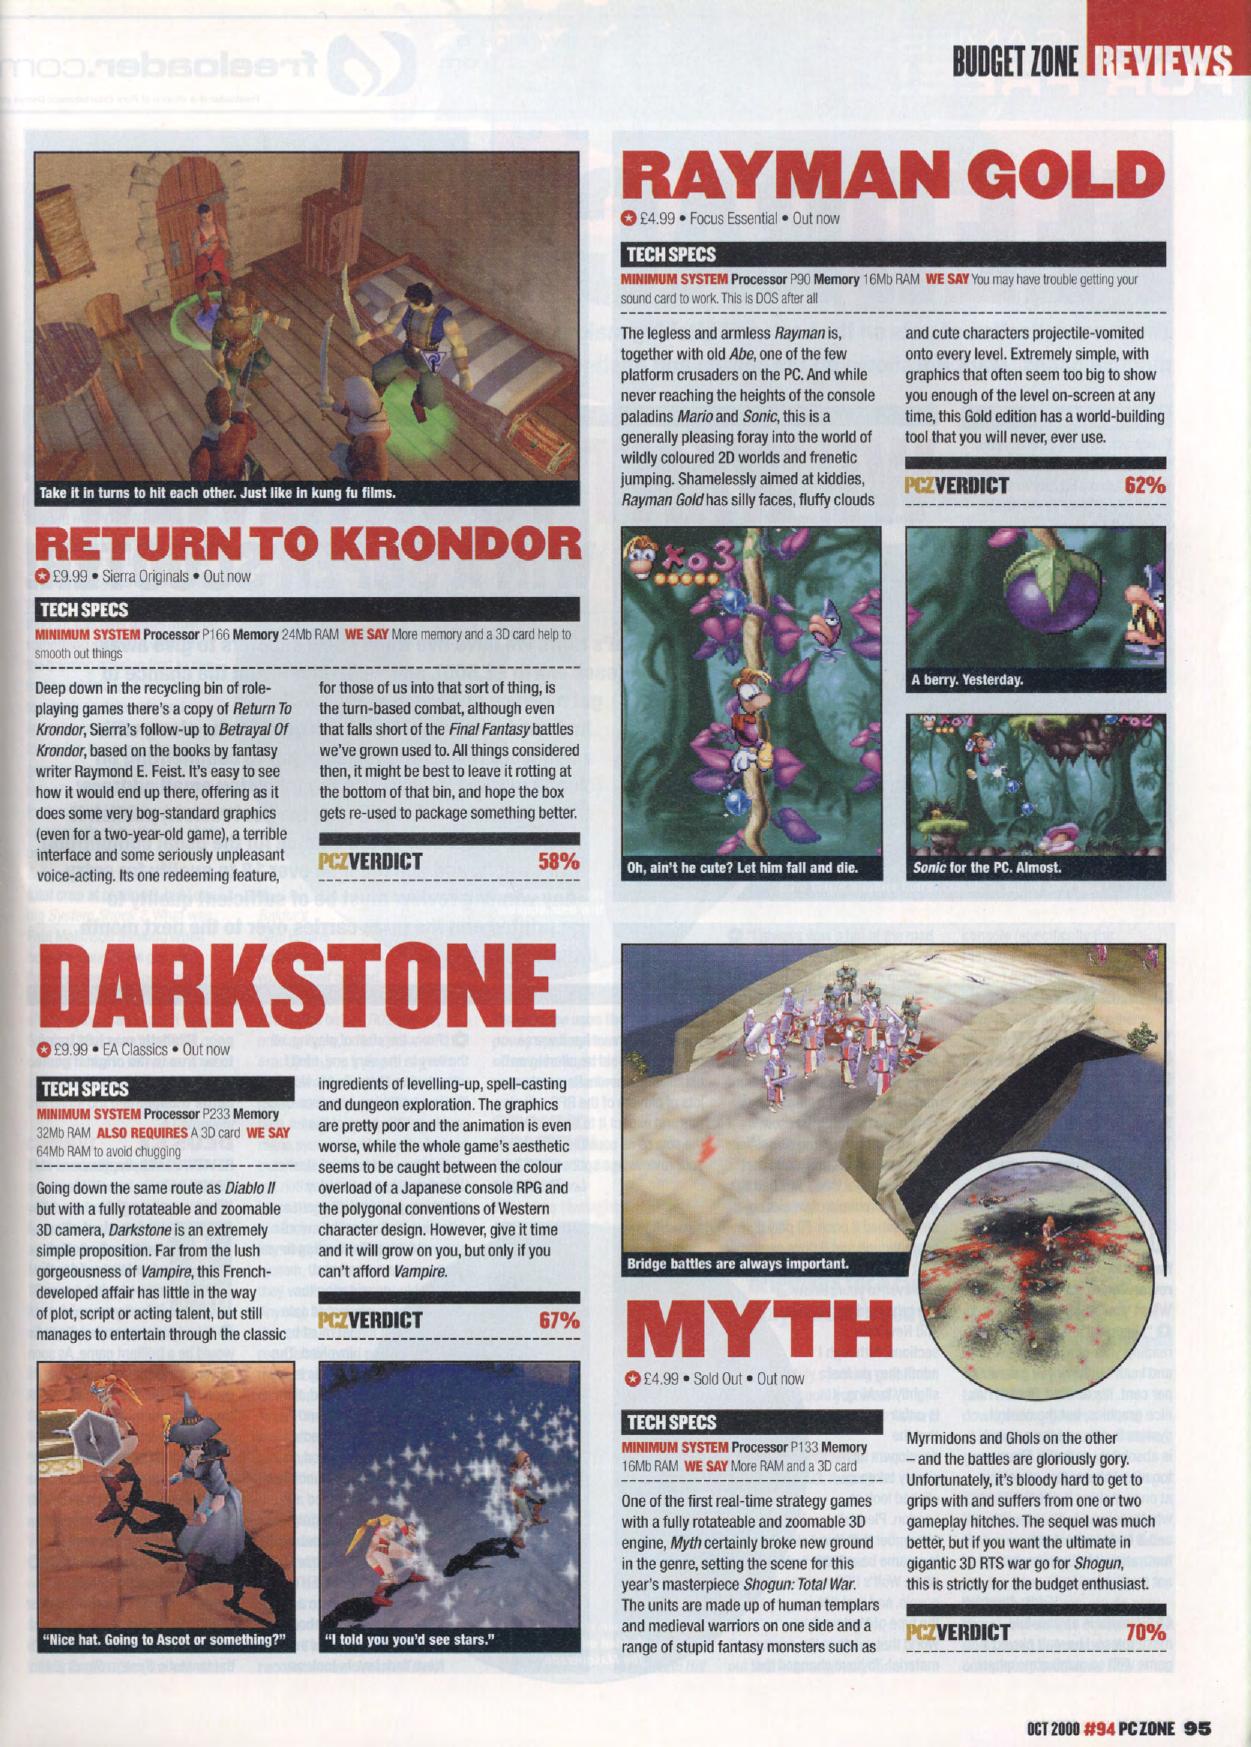 BUDGET ZONE REVIEWS
Take it in turns to hit each other. Just like in kung fu films.
RETURN TO KRONDOR
£9.99 • Sierra Originals • Out now
TECH SPECS
MINIMUM SYSTEM Processor P166 Memory 24Mb RAM WE SAY More memory and a 3D card help to
smooth out things
Deep down in the recycling bin of role-
playing games there's a copy of Return To
Krondor, Sierra's follow-up to Betrayal Of
Krondor, based on the books by fantasy
writer Raymond E. Feist. It's easy to see
how it would end up there, offering as it
does some very bog-standard graphics
(even for a two-year-old game), a terrible
interface and some seriously unpleasant
voice-acting. Its one redeeming feature,
for those of us into that sort of thing, is
the turn-based combat, although even
that falls short of the Final Fantasy battles
we've grown used to. All things considered
then, it might be best to leave it rotting at
the bottom of that bin, and hope the box
gets re-used to package something better.
PCZVERDICT 58%
RAYMAN GOLD
£4.99 • Focus Essential • Out now
TECH SPECS
MINIMUM SYSTEM Processor P90 Memory 16Mb RAM WE SAY You may have trouble getting your
sound card to work. This is DOS after all
The legless and armless Rayman is,
together with old Abe, one of the few
platform crusaders on the PC. And while
never reaching the heights of the console
paladins Mario and Sonic, this is a
generally pleasing foray into the world of
wildly coloured 2D worlds and frenetic
jumping. Shamelessly aimed at kiddies,
Rayman Gold has silly faces, fluffy clouds
and cute characters projectile-vomited
onto every level. Extremely simple, with
graphics that often seem too big to show
you enough of the level on-screen at any
time, this Gold edition has a world-building
tool that you will never, ever use.
PCZVERDICT 62%
Oh, ain't he cute? Let him fall and die.
A berry. Yesterday.
Sonic for the PC. Almost.
DARKSTONE
£9.99 • EA Classics • Out now
TECH SPECS
MINIMUM SYSTEM Processor P233 Memory
32Mb RAM ALSO REQUIRES A 3D card WE SAY
64Mb RAM to avoid chugging
Going down the same route as Diablo II
but with a fully rotateable and zoomable
3D camera, Darkstone is an extremely
simple proposition. Far from the lush
gorgeousness of Vampire, this French-
developed affair has little in the way
of plot, script or acting talent, but still
manages to entertain through the classic
ingredients of levelling-up, spell-casting
and dungeon exploration. The graphics
are pretty poor and the animation is even
worse, while the whole game's aesthetic
seems to be caught between the colour
overload of a Japanese console RPG and
the polygonal conventions of Western
character design. However, give it time
and it will grow on you, but only if you
can't afford Vampire.
PCZVERDICT 67%
"Nice hat. Going to Ascot or something?"
"I told you you'd see stars."
Bridge battles are always important.
MYTH
£4.99 • Sold Out • Out now
TECH SPECS
MINIMUM SYSTEM Processor P133 Memory
16Mb RAM WE SAY More RAM and a 3D card
One of the first real-time strategy games
with a fully rotateable and zoomable 3D
engine, Myth certainly broke new ground
in the genre, setting the scene for this
year's masterpiece Shogun: Total War.
The units are made up of human templars
and medieval warriors on one side and a
range of stupid fantasy monsters such as
Myrmidons and Ghols on the other
– and the battles are gloriously gory.
Unfortunately, it's bloody hard to get to
grips with and suffers from one or two
gameplay hitches. The sequel was much
better, but if you want the ultimate in
gigantic 3D RTS war go for Shogun,
this is strictly for the budget enthusiast.
PCZVERDICT 70%
OCT 2000 #94 PC ZONE 95